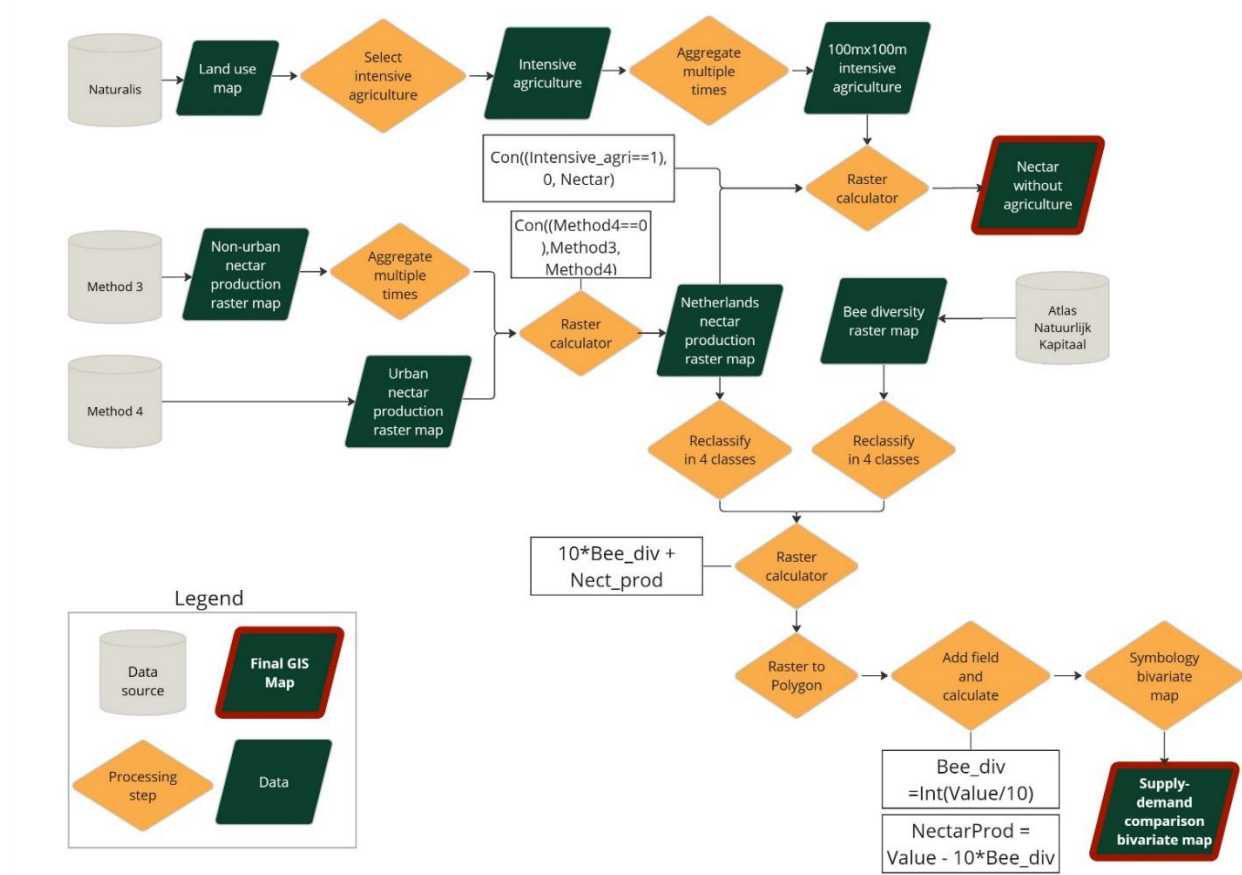 Naturalis
Land use
map
Select
intensive
agriculture
Intensive
agriculture
Aggregate
multiple
times
100mx100m
intensive
agriculture
Con((Intensive_agri==1),
0, Nectar)
Raster
calculator
Nectar
without
agriculture
Method 3
Non-urban
nectar
production
raster map
Aggregate
multiple
times
Con((Method4==0
),Method3,
Method4)
Raster
calculator
Netherlands
nectar
production
raster map
Bee diversity
raster map
Atlas
Natuurlijk
Kapitaal
Method 4
Urban
nectar
production
raster map
Reclassify
in 4 classes
Reclassify
in 4 classes
10*Bee_div +
Nect_prod
Raster
calculator
Raster to
Polygon
Add field
and
calculate
Symbology
bivariate
map
Bee_div
=Int(Value/10)
NectarProd =
Value - 10*Bee_div
Supply-
demand
comparison
bivariate map
Legend
Data
source
Final GIS
Map
Processing
step
Data